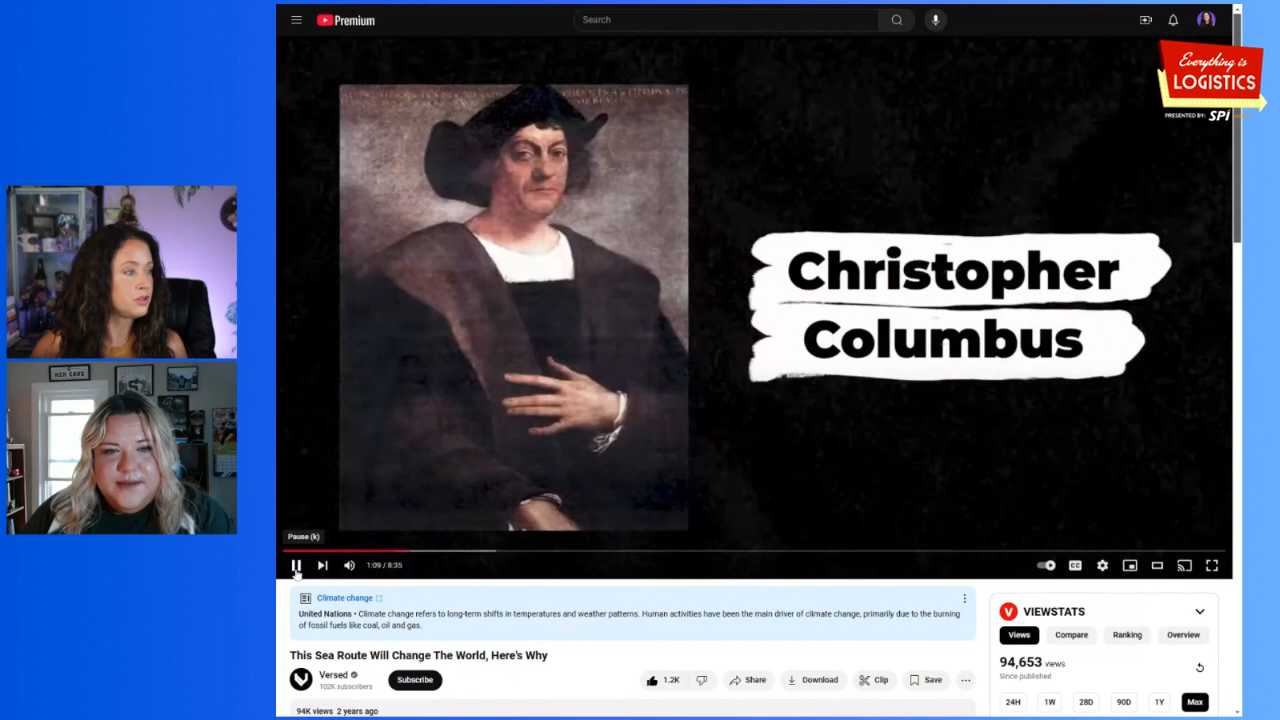 Premium
Search
Everything is
LOGISTICS
PRESENTED BY: SPI
HER CAVE
Christopher
Columbus
Pause (k)
1:09 / 8:35
CC
Climate change
United Nations • Climate change refers to long-term shifts in temperatures and weather patterns. Human activities have been the main driver of climate change, primarily due to the burning
of fossil fuels like coal, oil and gas.
This Sea Route Will Change The World, Here's Why
Versed
102K subscribers
Subscribe
1.2K
Share
Download
Clip
Save
94K views 2 years ago
VIEWSTATS
Views
Compare
Ranking
Overview
94,653 views
Since published
24H
1W
28D
90D
1Y
Max